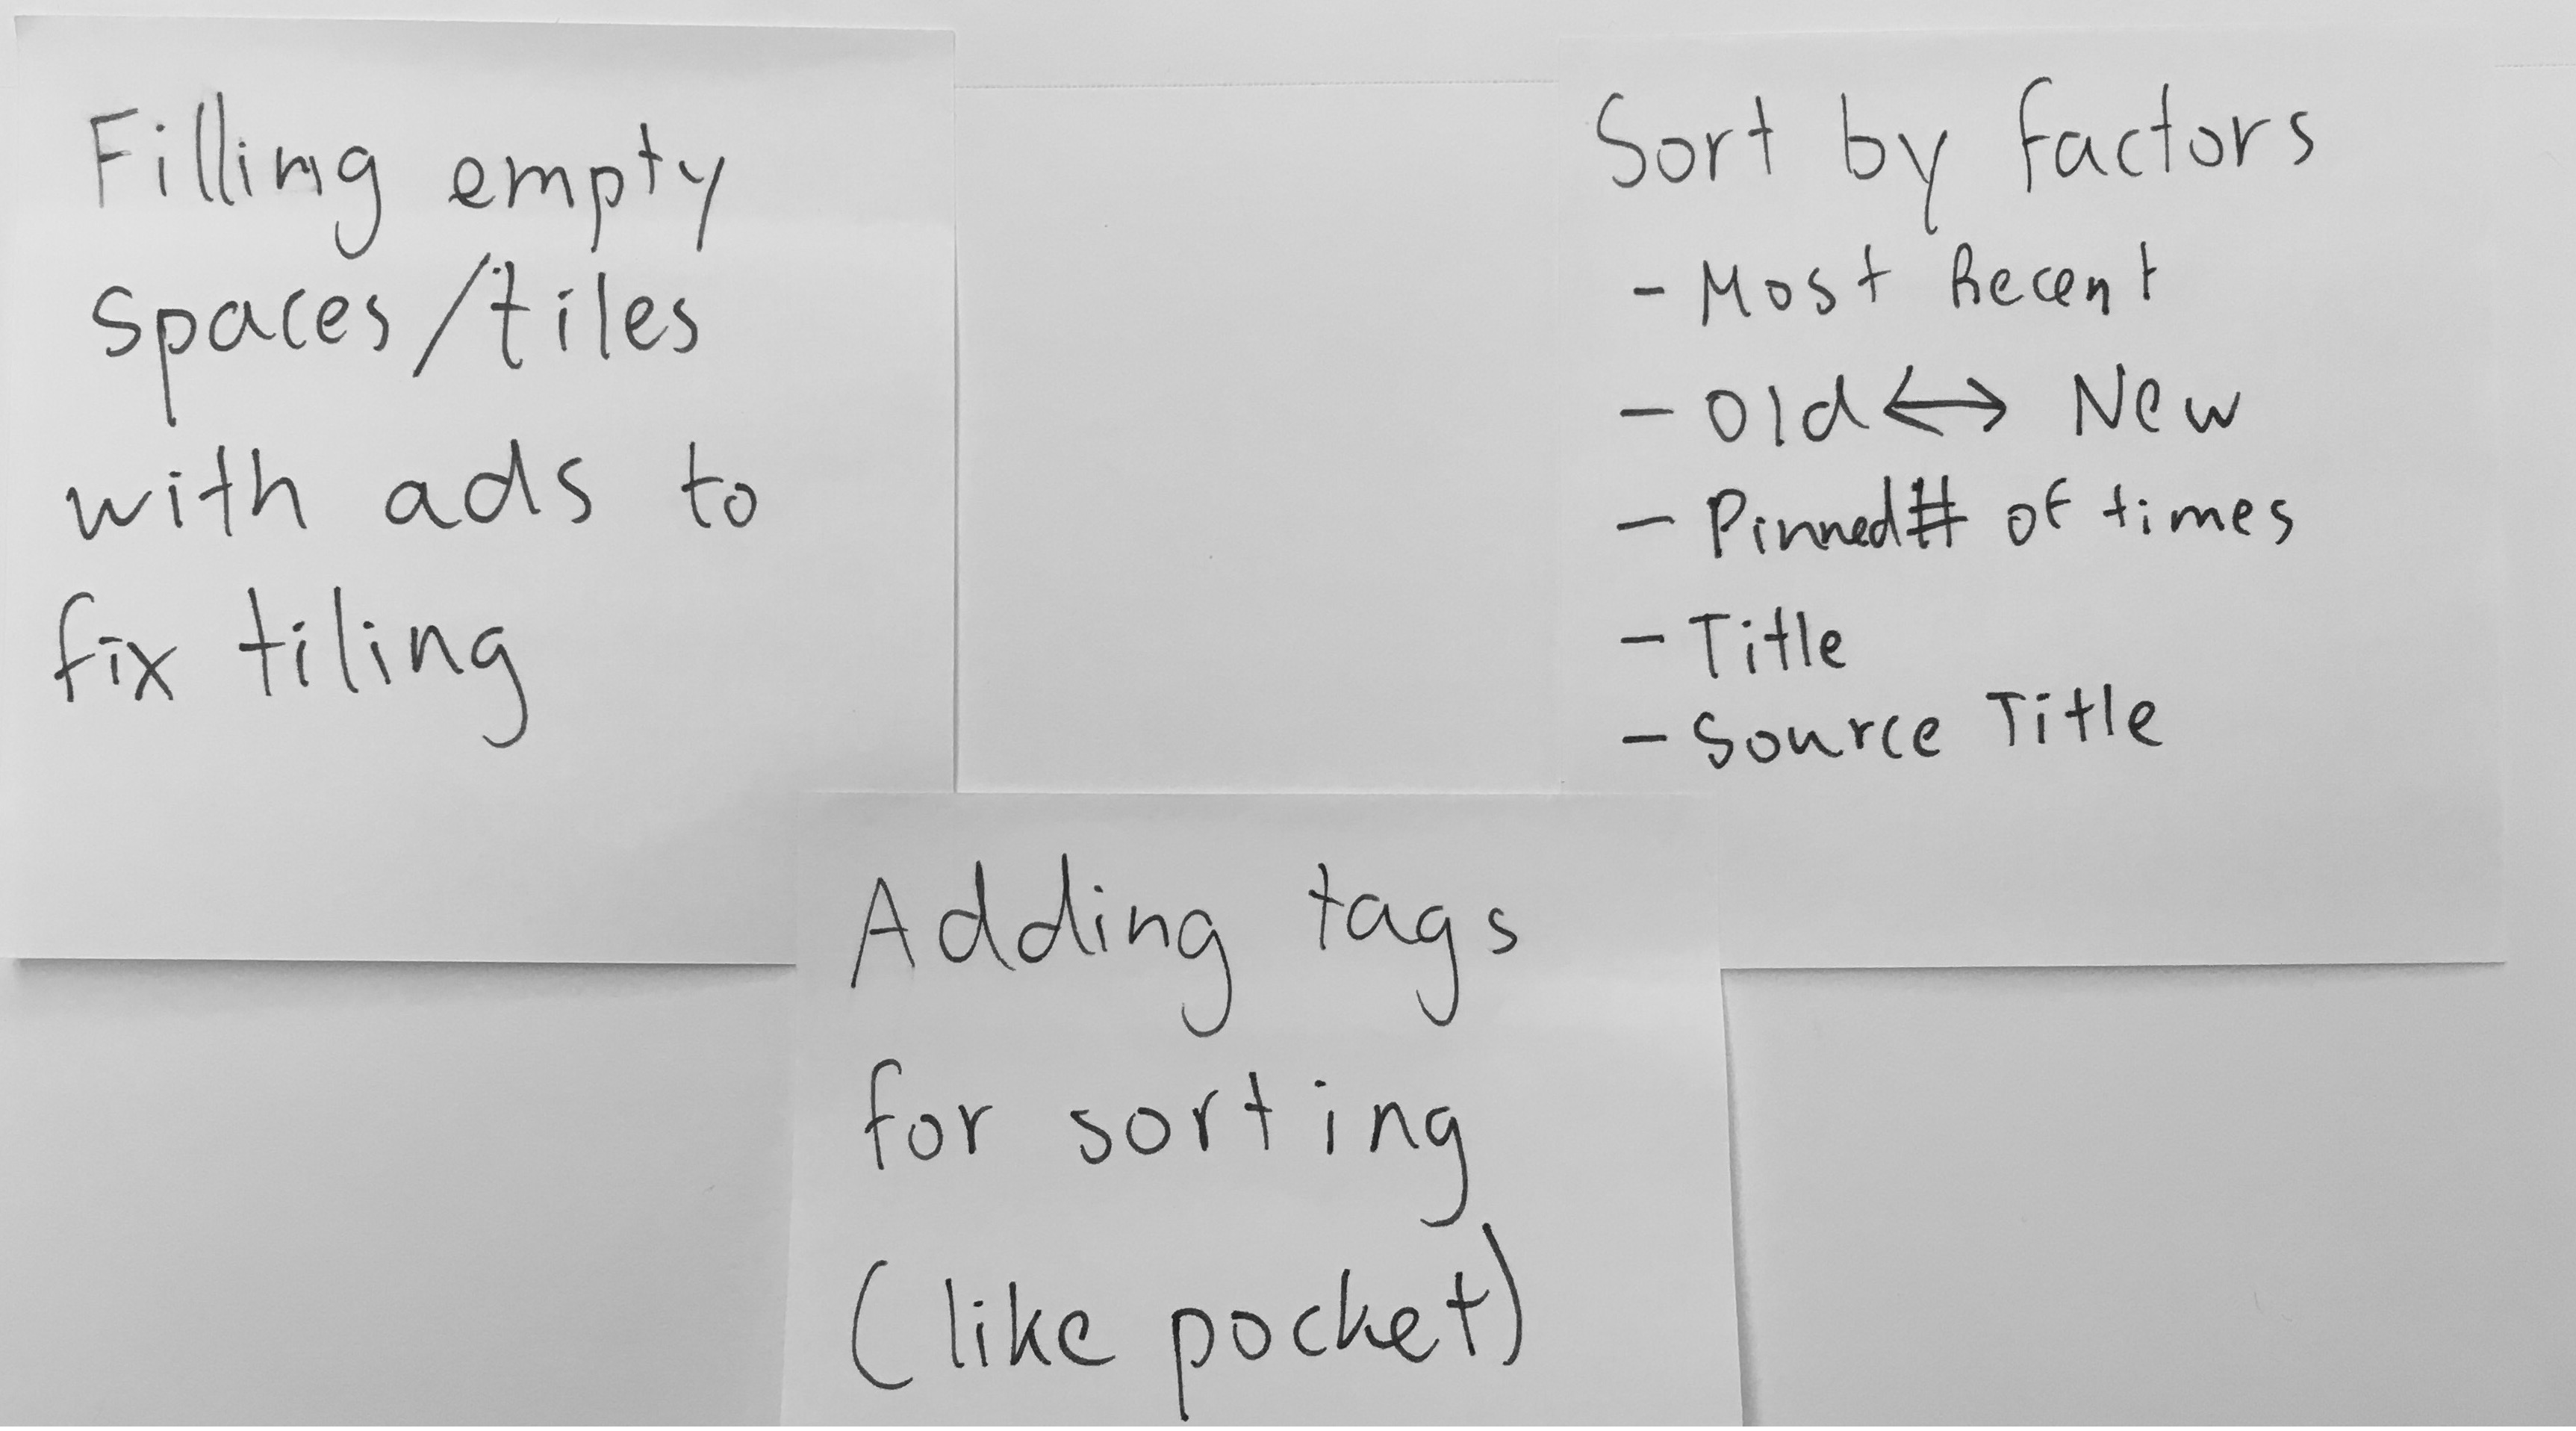 Filling empty
spaces/tiles
with ads to
fix tiling
Sort by factors
- Most Recent
- Old ↔ New
- Pinned # of times
- Title
- Source Title
Adding tags
for sorting
(like pocket)